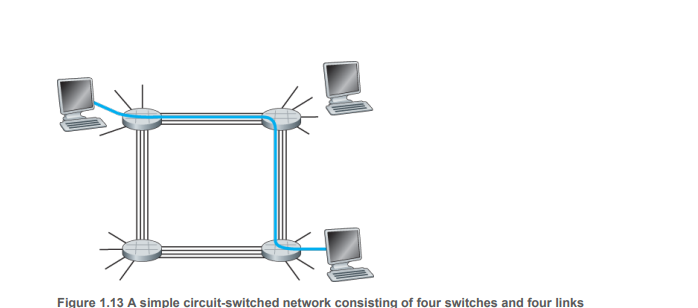 Figure 1.13 A simple circuit-switched network consisting of four switches and four links